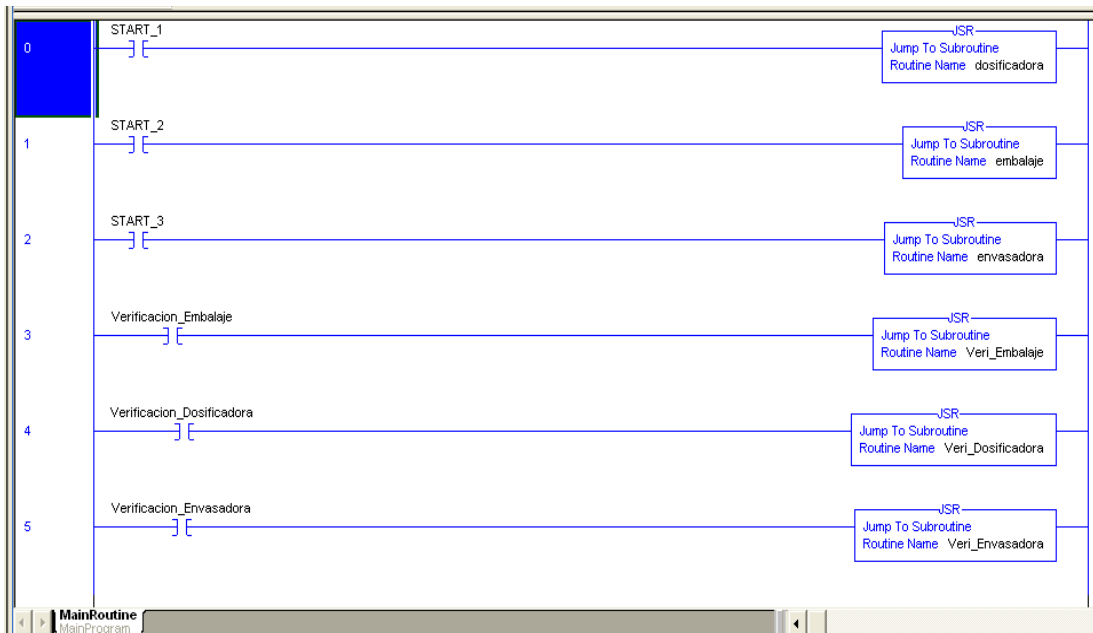 START_1
JSR
0
Jump To Subroutine
Routine Name dosificadora
START_2
JSR
1
Jump To Subroutine
Routine Name embalaje
START_3
JSR
2
Jump To Subroutine
Routine Name envasadora
Verificacion_Embalaje
JSR
3
Jump To Subroutine
Routine Name Veri_Embalaje
Verificacion_Dosificadora
JSR
4
Jump To Subroutine
Routine Name Veri_Dosificadora
Verificacion_Envasadora
JSR
5
Jump To Subroutine
Routine Name Veri_Envasadora
MainRoutine
MainProgram